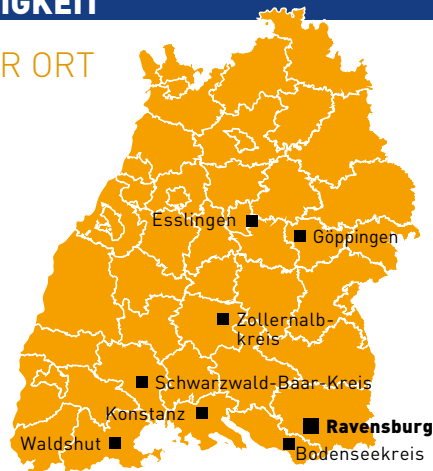 IGKEIT
R ORT
Esslingen
Göppingen
Zollernalb-
kreis
Schwarzwald-Baar-Kreis
Konstanz
Ravensburg
Waldshut
Bodenseekreis